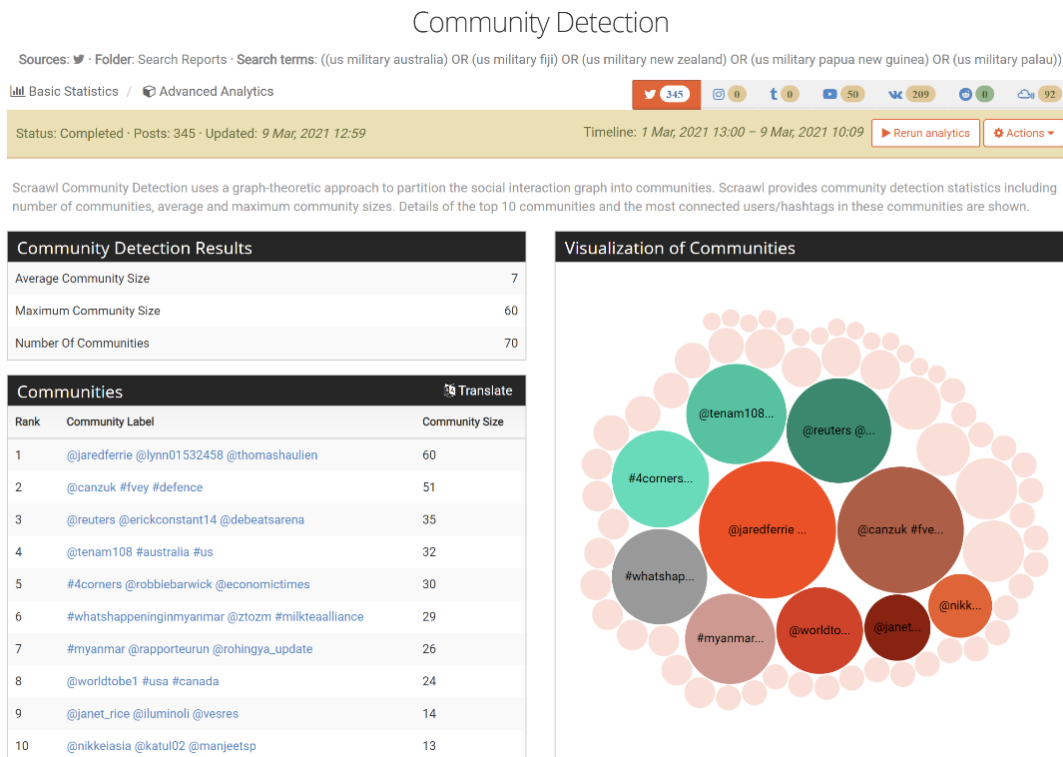 Community Detection
Sources: · Folder: Search Reports · Search terms: ((us military australia) OR (us military fiji) OR (us military new zealand) OR (us military papua new guinea) OR (us military palau))
Basic Statistics / Advanced Analytics
345 0 t 0 50 209 0 92
Status: Completed · Posts: 345 · Updated: 9 Mar, 2021 12:59
Timeline: 1 Mar, 2021 13:00 – 9 Mar, 2021 10:09 Rerun analytics Actions
Scraawl Community Detection uses a graph-theoretic approach to partition the social interaction graph into communities. Scraawl provides community detection statistics including
number of communities, average and maximum community sizes. Details of the top 10 communities and the most connected users/hashtags in these communities are shown.
Community Detection Results
Average Community Size 7
Maximum Community Size 60
Number Of Communities 70
Communities Translate
Rank Community Label Community Size
1 @jaredferrie @lynn01532458 @thomashaulien 60
2 @canzuk #fvey #defence 51
3 @reuters @erickconstant14 @debeatsarena 35
4 @tenam108 #australia #us 32
5 #4corners @robbiebarwick @economictimes 30
6 #whatshappeninginmyanmar @ztozm #milkteaalliance 29
7 #myanmar @rapporteurun @rohingya_update 26
8 @worldtobe1 #usa #canada 24
9 @janet_rice @iluminoli @vesres 14
10 @nikkeiasia @katul02 @manjeetsp 13
Visualization of Communities
@tenam108...
@reuters @...
#4corners...
@jaredferrie ...
@canzuk #fve...
#whatshap...
@nikk...
#myanmar...
@worldto...
@janet...